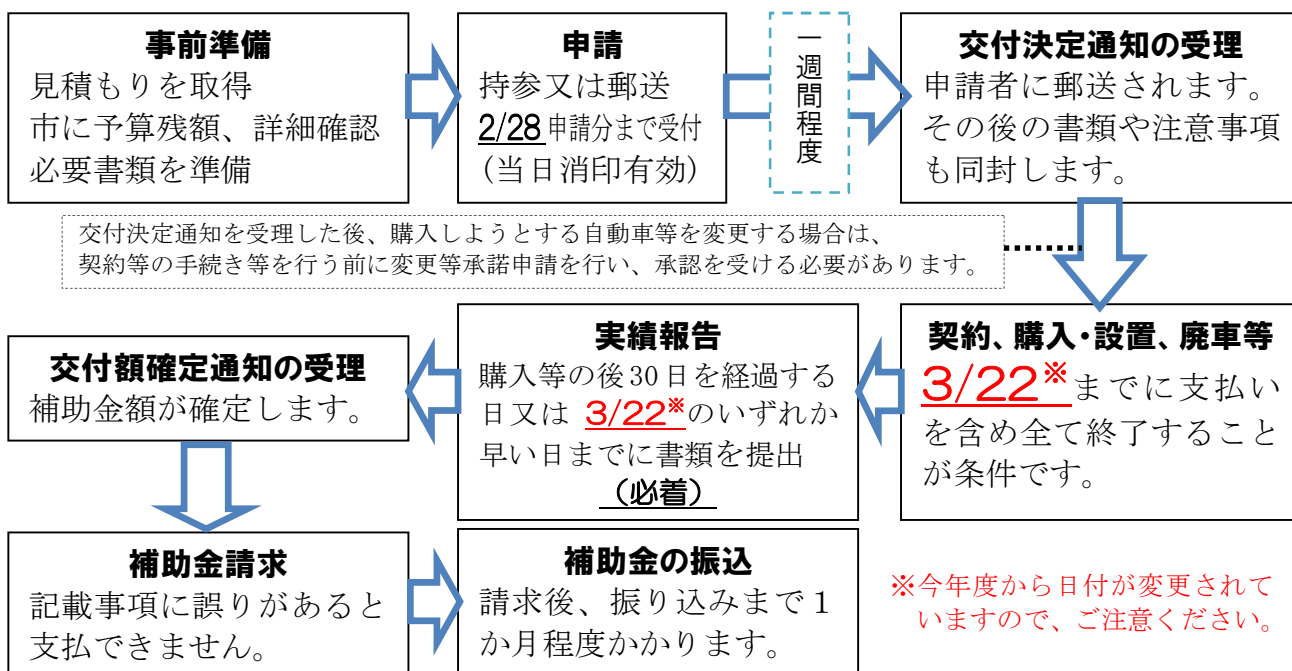 事前準備
見積もりを取得
市に予算残額、詳細確認
必要書類を準備
申請
持参又は郵送
2/28申請分まで受付
（当日消印有効）
一週間程度
交付決定通知の受理
申請者に郵送されます。
その後の書類や注意事項
も同封します。
交付決定通知を受理した後、購入しようとする自動車等を変更する場合は、
契約等の手続き等を行う前に変更等承諾申請を行い、承認を受ける必要があります。
契約、購入・設置、廃車等
3/22※までに支払い
を含め全て終了すること
が条件です。
実績報告
購入等の後30日を経過する
日又は 3/22※のいずれか
早い日までに書類を提出
（必着）
交付額確定通知の受理
補助金額が確定します。
補助金請求
記載事項に誤りがあると
支払できません。
補助金の振込
請求後、振り込みまで１
か月程度かかります。
※今年度から日付が変更されて
いますので、ご注意ください。